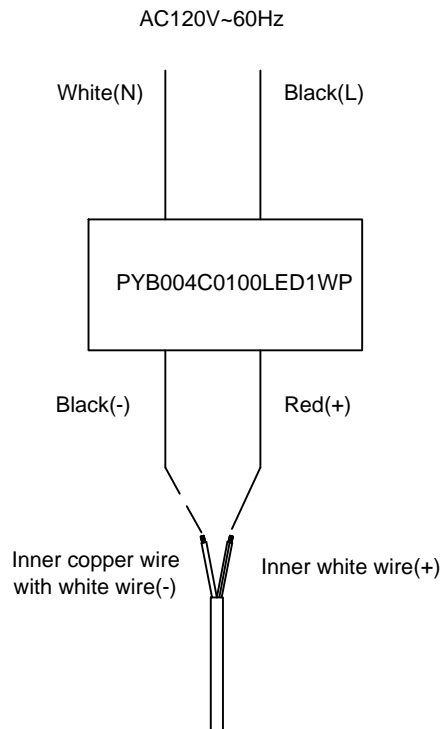 AC120V~60Hz
White(N)
Black(L)
PYB004C0100LED1WP
Black(-)
Red(+)
Inner copper wire
with white wire(-)
Inner white wire(+)